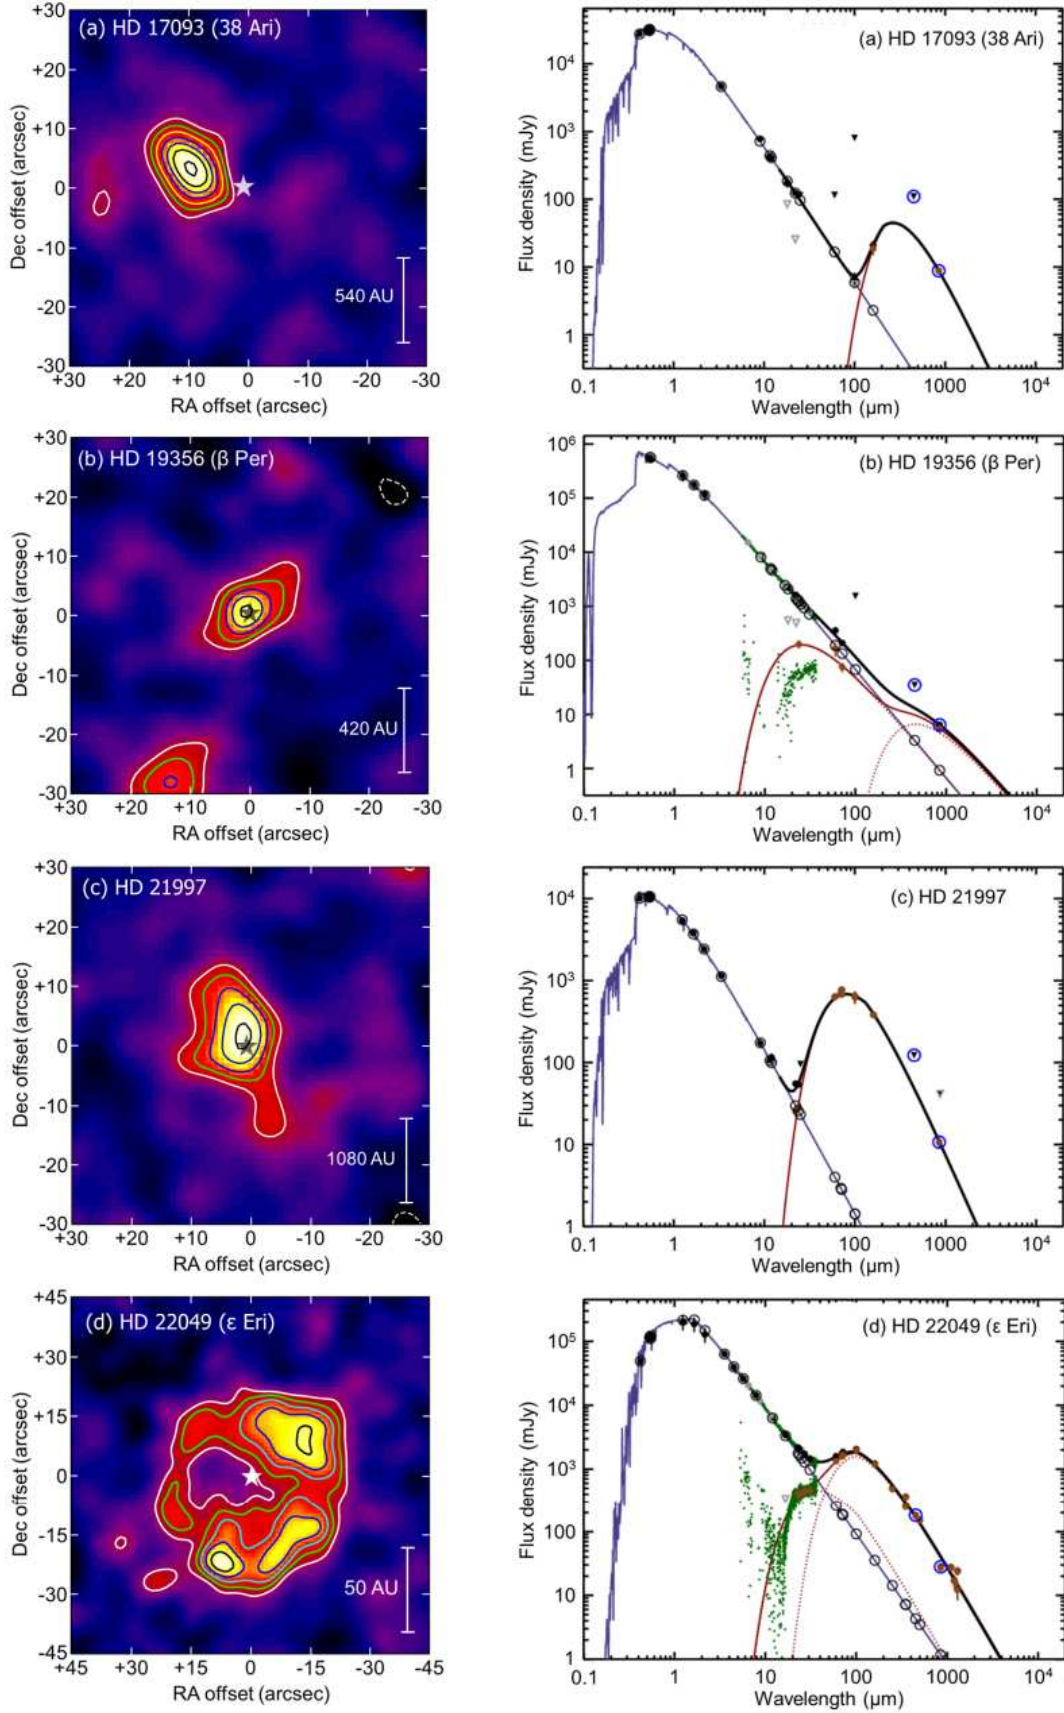 (a) HD 17093 (38 Ari)
+30
+20
+10
0
-10
-20
-30
Dec offset (arcsec)
540 AU
+30 +20 +10 0 -10 -20 -30
RA offset (arcsec)
(a) HD 17093 (38 Ari)
10⁴
10³
100
10
1
Flux density (mJy)
0.1 1 10 100 1000 10⁴
Wavelength (µm)
(b) HD 19356 (β Per)
+30
+20
+10
0
-10
-20
-30
Dec offset (arcsec)
420 AU
+30 +20 +10 0 -10 -20 -30
RA offset (arcsec)
(b) HD 19356 (β Per)
10⁶
10⁵
10⁴
10³
100
10
1
Flux density (mJy)
0.1 1 10 100 1000 10⁴
Wavelength (µm)
(c) HD 21997
+30
+20
+10
0
-10
-20
-30
Dec offset (arcsec)
1080 AU
+30 +20 +10 0 -10 -20 -30
RA offset (arcsec)
(c) HD 21997
10⁴
10³
100
10
1
Flux density (mJy)
0.1 1 10 100 1000 10⁴
Wavelength (µm)
(d) HD 22049 (ε Eri)
+45
+30
+15
0
-15
-30
-45
Dec offset (arcsec)
50 AU
+45 +30 +15 0 -15 -30 -45
RA offset (arcsec)
(d) HD 22049 (ε Eri)
10⁵
10⁴
10³
100
10
1
Flux density (mJy)
0.1 1 10 100 1000 10⁴
Wavelength (µm)